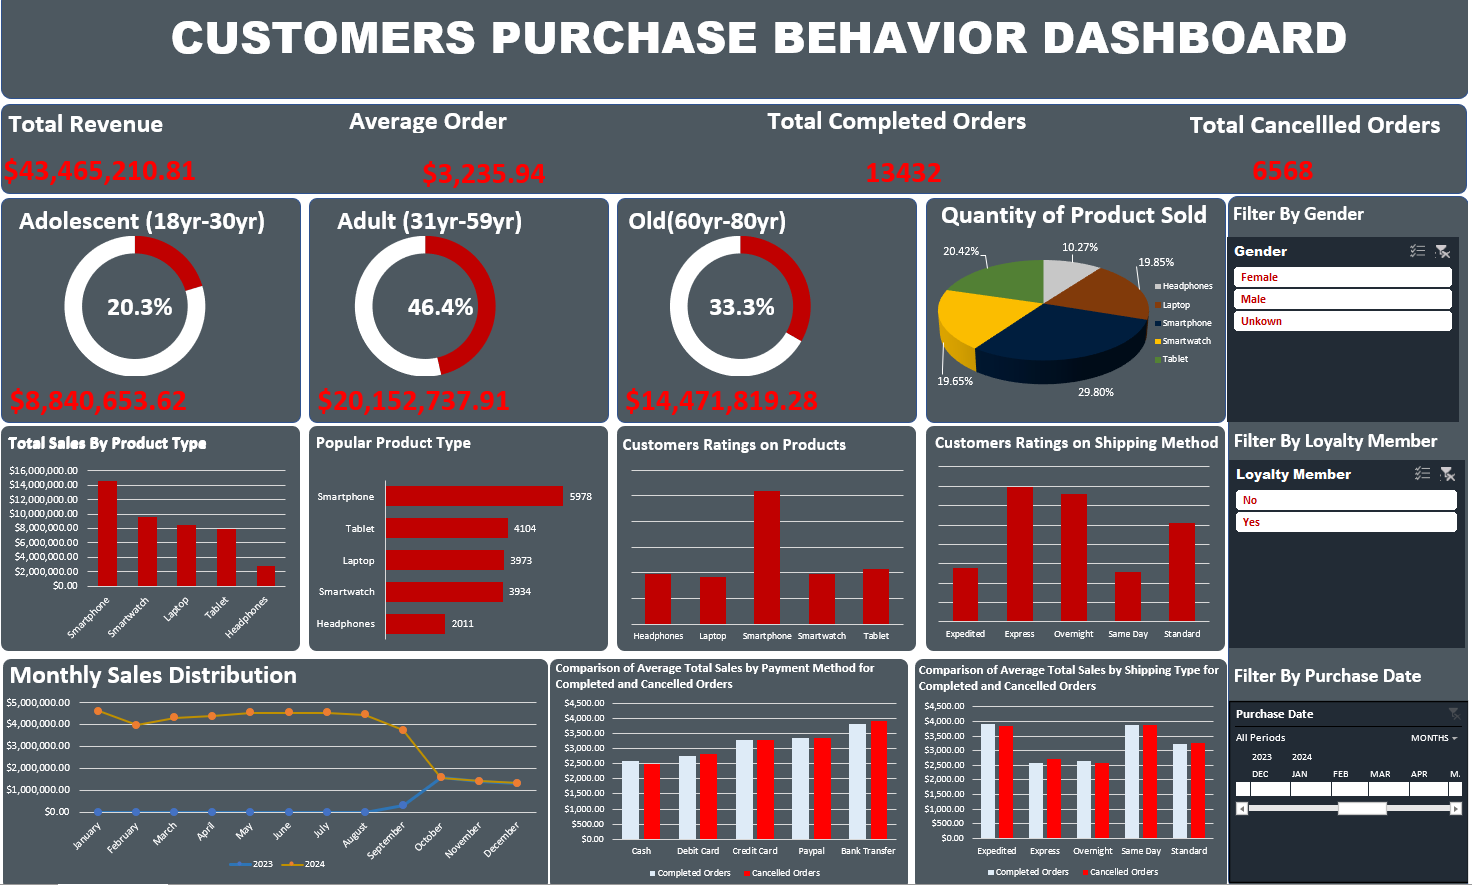 CUSTOMERS PURCHASE BEHAVIOR DASHBOARD
Total Revenue
$43,465,210.81
Average Order
$3,235.94
Total Completed Orders
13432
Total Cancellled Orders
6568
Adolescent (18yr-30yr)
20.3%
$8,840,653.62
Adult (31yr-59yr)
46.4%
$20,152,737.91
Old(60yr-80yr)
33.3%
$14,471,819.28
Quantity of Product Sold
20.42%
10.27%
19.85%
19.65%
29.80%
Headphones
Laptop
Smartphone
Smartwatch
Tablet
Filter By Gender
Gender
Female
Male
Unkown
Total Sales By Product Type
$16,000,000.00
$14,000,000.00
$12,000,000.00
$10,000,000.00
$8,000,000.00
$6,000,000.00
$4,000,000.00
$2,000,000.00
$0.00
Smartphone
Smartwatch
Laptop
Tablet
Headphones
Popular Product Type
Smartphone 5978
Tablet 4104
Laptop 3973
Smartwatch 3934
Headphones 2011
Customers Ratings on Products
Headphones Laptop Smartphone Smartwatch Tablet
Customers Ratings on Shipping Method
Expedited Express Overnight Same Day Standard
Filter By Loyalty Member
Loyalty Member
No
Yes
Monthly Sales Distribution
$5,000,000.00
$4,000,000.00
$3,000,000.00
$2,000,000.00
$1,000,000.00
$0.00
January
February
March
April
May
June
July
August
September
October
November
December
2023 2024
Comparison of Average Total Sales by Payment Method for
Completed and Cancelled Orders
$4,500.00
$4,000.00
$3,500.00
$3,000.00
$2,500.00
$2,000.00
$1,500.00
$1,000.00
$500.00
$0.00
Cash Debit Card Credit Card Paypal Bank Transfer
Completed Orders Cancelled Orders
Comparison of Average Total Sales by Shipping Type for
Completed and Cancelled Orders
$4,500.00
$4,000.00
$3,500.00
$3,000.00
$2,500.00
$2,000.00
$1,500.00
$1,000.00
$500.00
$0.00
Expedited Express Overnight Same Day Standard
Completed Orders Cancelled Orders
Filter By Purchase Date
Purchase Date
All Periods MONTHS
2023 2024
DEC JAN FEB MAR APR M.